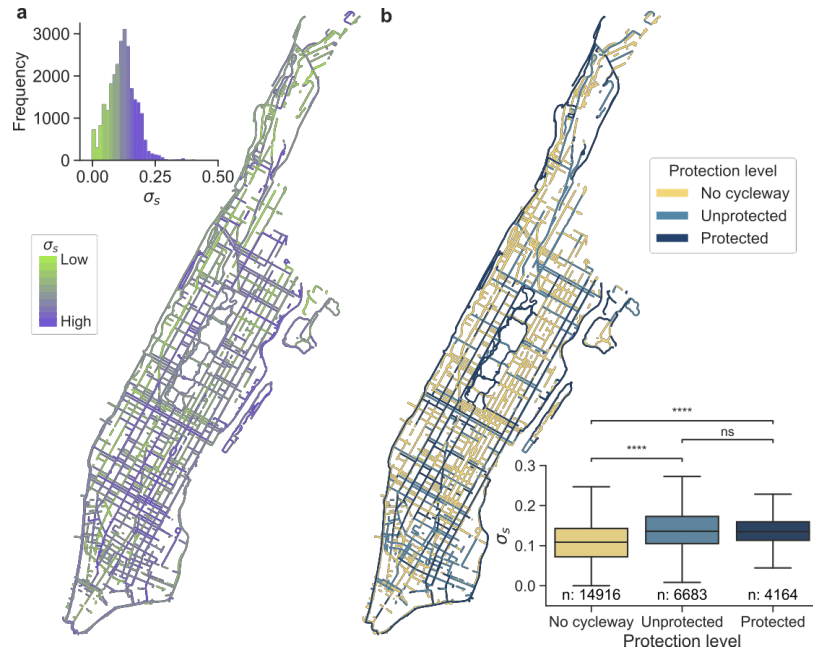 a
3000
2000
1000
0
Frequency
0.00
0.50
σs
σs
Low
High
b
Protection level
No cycleway
Unprotected
Protected
****
****
ns
0.3
0.2
0.1
0.0
σs
n: 14916
n: 6683
n: 4164
No cycleway
Unprotected
Protected
Protection level
0.25